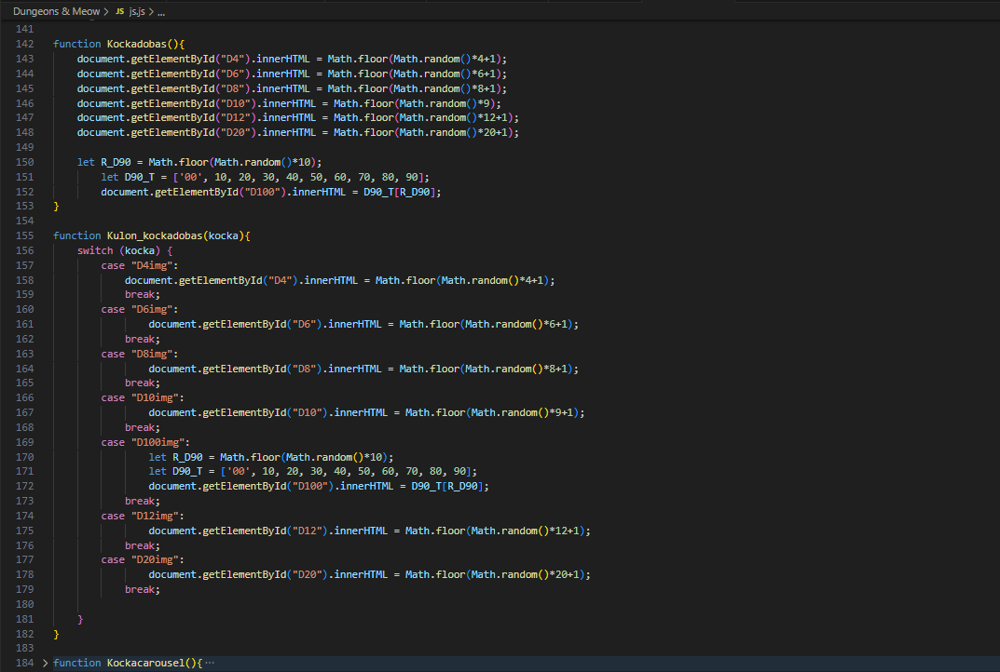 Dungeons & Meow > JS js.js > ...
141
142 function Kockadobas(){
143     document.getElementById("D4").innerHTML = Math.floor(Math.random()*4+1);
144     document.getElementById("D6").innerHTML = Math.floor(Math.random()*6+1);
145     document.getElementById("D8").innerHTML = Math.floor(Math.random()*8+1);
146     document.getElementById("D10").innerHTML = Math.floor(Math.random()*9);
147     document.getElementById("D12").innerHTML = Math.floor(Math.random()*12+1);
148     document.getElementById("D20").innerHTML = Math.floor(Math.random()*20+1);
149
150     let R_D90 = Math.floor(Math.random()*10);
151         let D90_T = ['00', 10, 20, 30, 40, 50, 60, 70, 80, 90];
152         document.getElementById("D100").innerHTML = D90_T[R_D90];
153 }
154
155 function Kulon_kockadobas(kocka){
156     switch (kocka) {
157         case "D4img":
158             document.getElementById("D4").innerHTML = Math.floor(Math.random()*4+1);
159             break;
160         case "D6img":
161                 document.getElementById("D6").innerHTML = Math.floor(Math.random()*6+1);
162             break;
163         case "D8img":
164                 document.getElementById("D8").innerHTML = Math.floor(Math.random()*8+1);
165             break;
166         case "D10img":
167                 document.getElementById("D10").innerHTML = Math.floor(Math.random()*9+1);
168             break;
169         case "D100img":
170                 let R_D90 = Math.floor(Math.random()*10);
171                 let D90_T = ['00', 10, 20, 30, 40, 50, 60, 70, 80, 90];
172                 document.getElementById("D100").innerHTML = D90_T[R_D90];
173             break;
174         case "D12img":
175                 document.getElementById("D12").innerHTML = Math.floor(Math.random()*12+1);
176             break;
177         case "D20img":
178                 document.getElementById("D20").innerHTML = Math.floor(Math.random()*20+1);
179             break;
180
181     }
182 }
183
184 > function Kockacarousel(){ ...